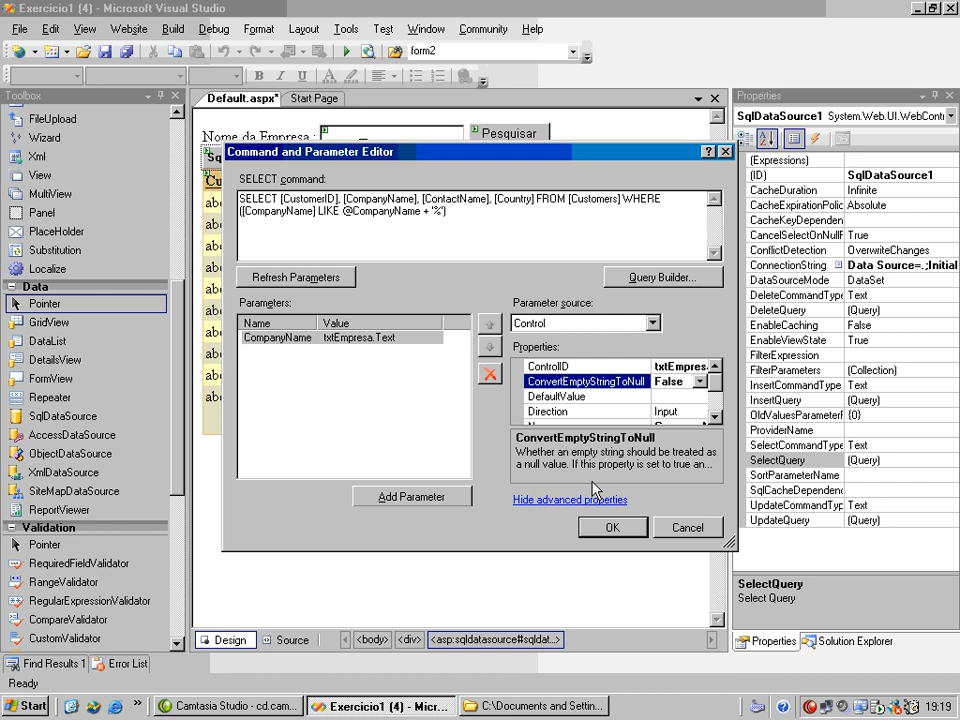 Exercicio1 (4) - Microsoft Visual Studio
File Edit View Website Build Debug Format Layout Tools Test Window Community Help
form2
B I U A
Toolbox
FileUpload
Wizard
Xml
View
MultiView
Panel
PlaceHolder
Substitution
Localize
Data
Pointer
GridView
DataList
DetailsView
FormView
Repeater
SqlDataSource
AccessDataSource
ObjectDataSource
XmlDataSource
SiteMapDataSource
ReportViewer
Validation
Pointer
RequiredFieldValidator
RangeValidator
RegularExpressionValidator
CompareValidator
CustomValidator
Default.aspx* Start Page
Nome da Empresa : Pesquisar
Command and Parameter Editor
SELECT command:
SELECT [CustomerID], [CompanyName], [ContactName], [Country] FROM [Customers] WHERE
([CompanyName] LIKE @CompanyName + '%')
Refresh Parameters Query Builder...
Parameters:
Name Value
CompanyName txtEmpresa.Text
Add Parameter
Parameter source:
Control
Properties:
ControlID txtEmpres.
ConvertEmptyStringToNull False
DefaultValue
Direction Input
ConvertEmptyStringToNull
Whether an empty string should be treated as
a null value. If this property is set to true an...
Hide advanced properties
OK Cancel
Design Source <body> <div> <asp:sqldatasource#sqldat...>
Properties
SqlDataSource1 System.Web.UI.WebCont
(Expressions)
(ID) SqlDataSource1
CacheDuration Infinite
CacheExpirationPolic Absolute
CacheKeyDependen
CancelSelectOnNullF True
ConflictDetection OverwriteChanges
ConnectionString Data Source=.;Initial
DataSourceMode DataSet
DeleteCommandType Text
DeleteQuery (Query)
EnableCaching False
EnableViewState True
FilterExpression
FilterParameters (Collection)
InsertCommandType Text
InsertQuery (Query)
OldValuesParameterF {0}
ProviderName
SelectCommandType Text
SelectQuery (Query)
SortParameterName
SqlCacheDependenc
UpdateCommandTyp Text
UpdateQuery (Query)
SelectQuery
Select Query
Properties Solution Explorer
Find Results 1 Error List
Ready
Start » Camtasia Studio - cd.cam... Exercicio1 (4) - Mic... C:\Documents and Settin... 19:19